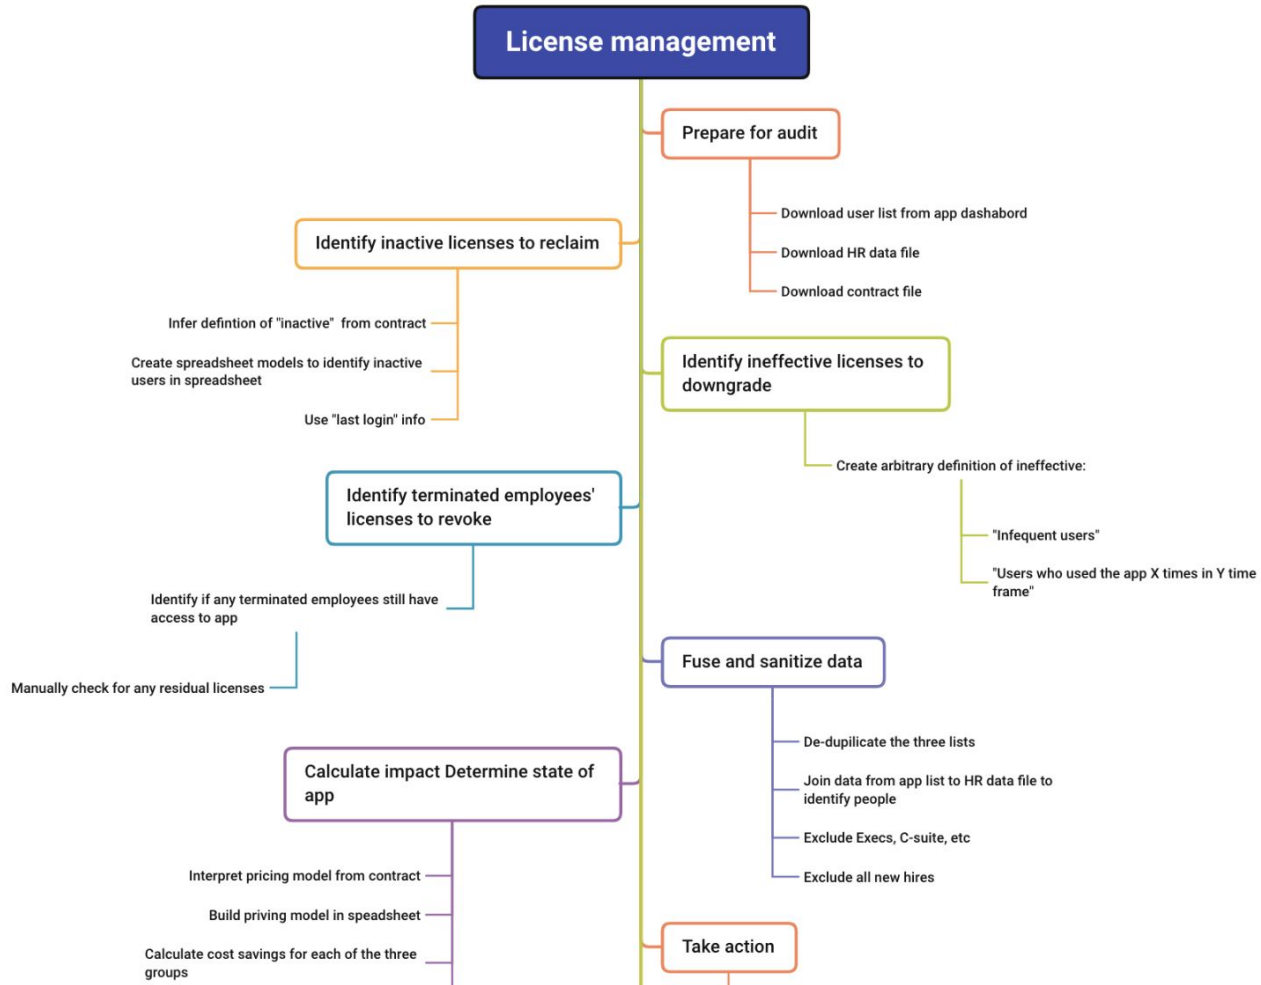 License management
Prepare for audit
Download user list from app dashabord
Download HR data file
Download contract file
Identify inactive licenses to reclaim
Infer defintion of "inactive"  from contract
Create spreadsheet models to identify inactive
users in spreadsheet
Use "last login" info
Identify ineffective licenses to
downgrade
Create arbitrary definition of ineffective:
"Infequent users"
"Users who used the app X times in Y time
frame"
Identify terminated employees'
licenses to revoke
Identify if any terminated employees still have
access to app
Manually check for any residual licenses
Fuse and sanitize data
De-dupilicate the three lists
Join data from app list to HR data file to
identify people
Exclude Execs, C-suite, etc
Exclude all new hires
Calculate impact Determine state of
app
Interpret pricing model from contract
Build priving model in speadsheet
Calculate cost savings for each of the three
groups
Take action